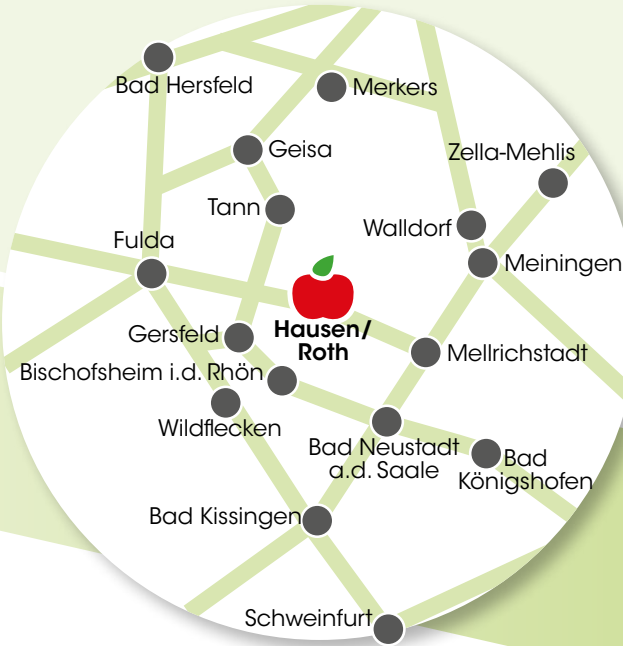 Bad Hersfeld
Merkers
Geisa
Zella-Mehlis
Tann
Walldorf
Fulda
Meiningen
Hausen/
Roth
Gersfeld
Mellrichstadt
Bischofsheim i.d. Rhön
Wildflecken
Bad Neustadt
a.d. Saale
Bad
Königshofen
Bad Kissingen
Schweinfurt